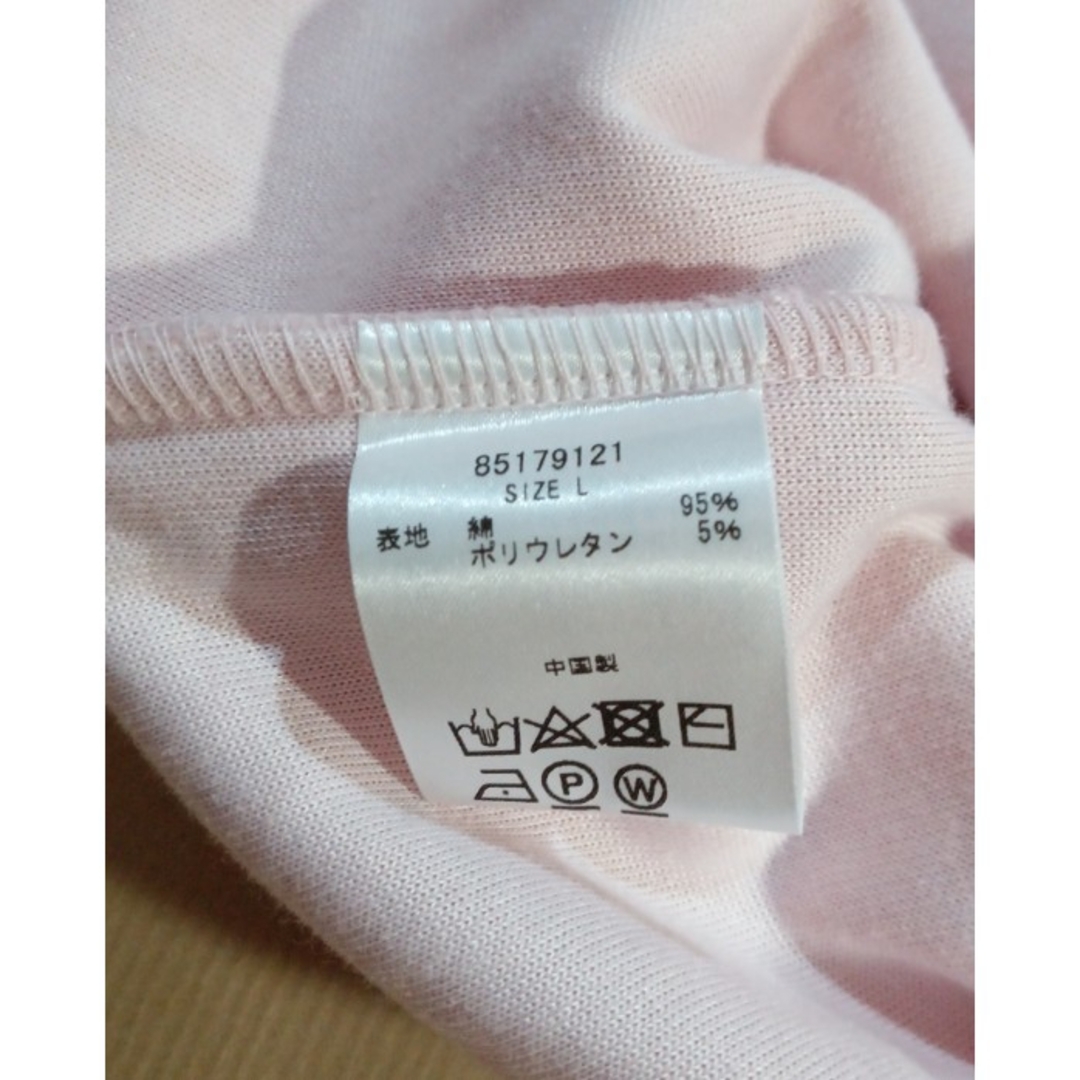 85179121
SIZE L
表地 綿 95%
ポリウレタン 5%
中国製
P W